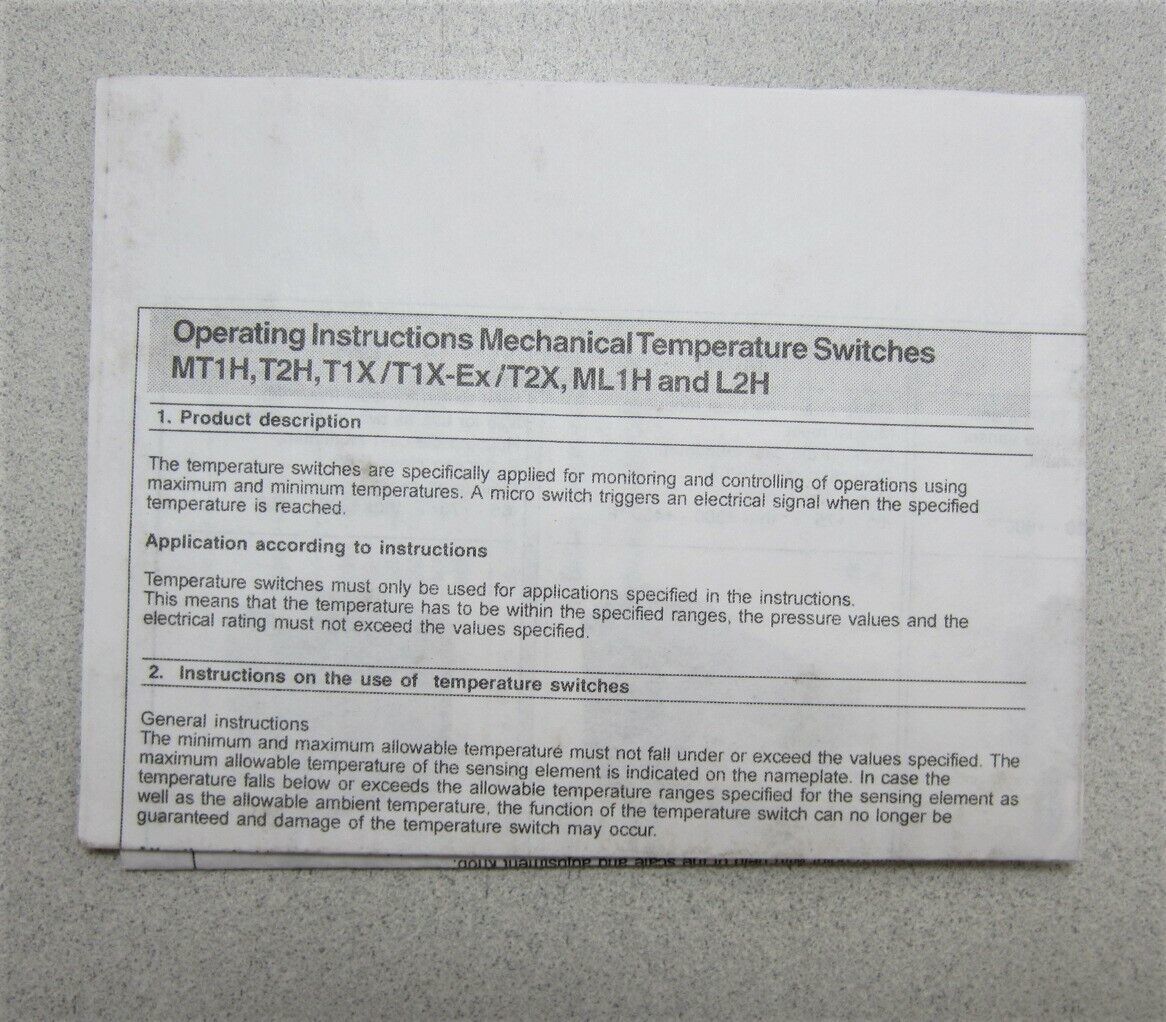 Operating Instructions Mechanical Temperature Switches
MT1H, T2H, T1X/T1X-Ex/T2X, ML1H and L2H
1. Product description
The temperature switches are specifically applied for monitoring and controlling of operations using
maximum and minimum temperatures. A micro switch triggers an electrical signal when the specified
temperature is reached.
Application according to instructions
Temperature switches must only be used for applications specified in the instructions.
This means that the temperature has to be within the specified ranges, the pressure values and the
electrical rating must not exceed the values specified.
2. Instructions on the use of temperature switches
General instructions
The minimum and maximum allowable temperature must not fall under or exceed the values specified. The
maximum allowable temperature of the sensing element is indicated on the nameplate. In case the
temperature falls below or exceeds the allowable temperature ranges specified for the sensing element as
well as the allowable ambient temperature, the function of the temperature switch can no longer be
guaranteed and damage of the temperature switch may occur.
help of the scale and adjustment knob.